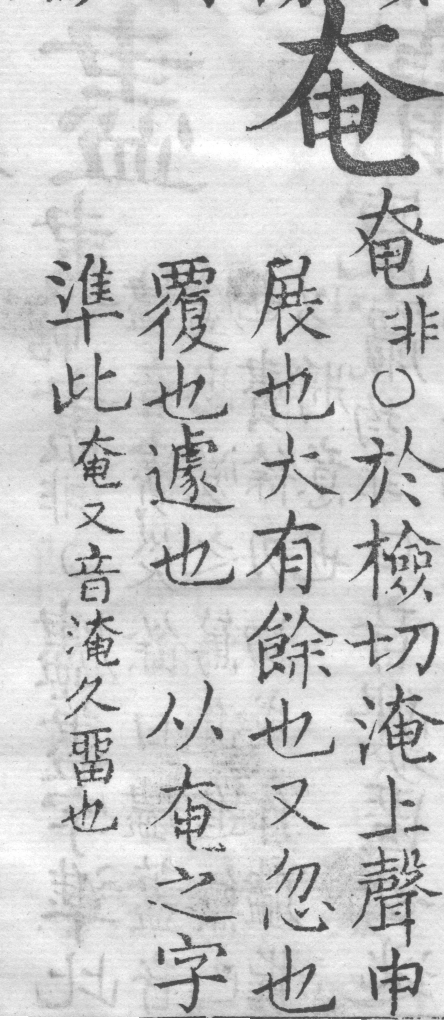 奄
奄非○於檢切淹上聲申
展也大有餘也又忽也
覆也遽也 从奄之字
準此奄又音淹久畱也